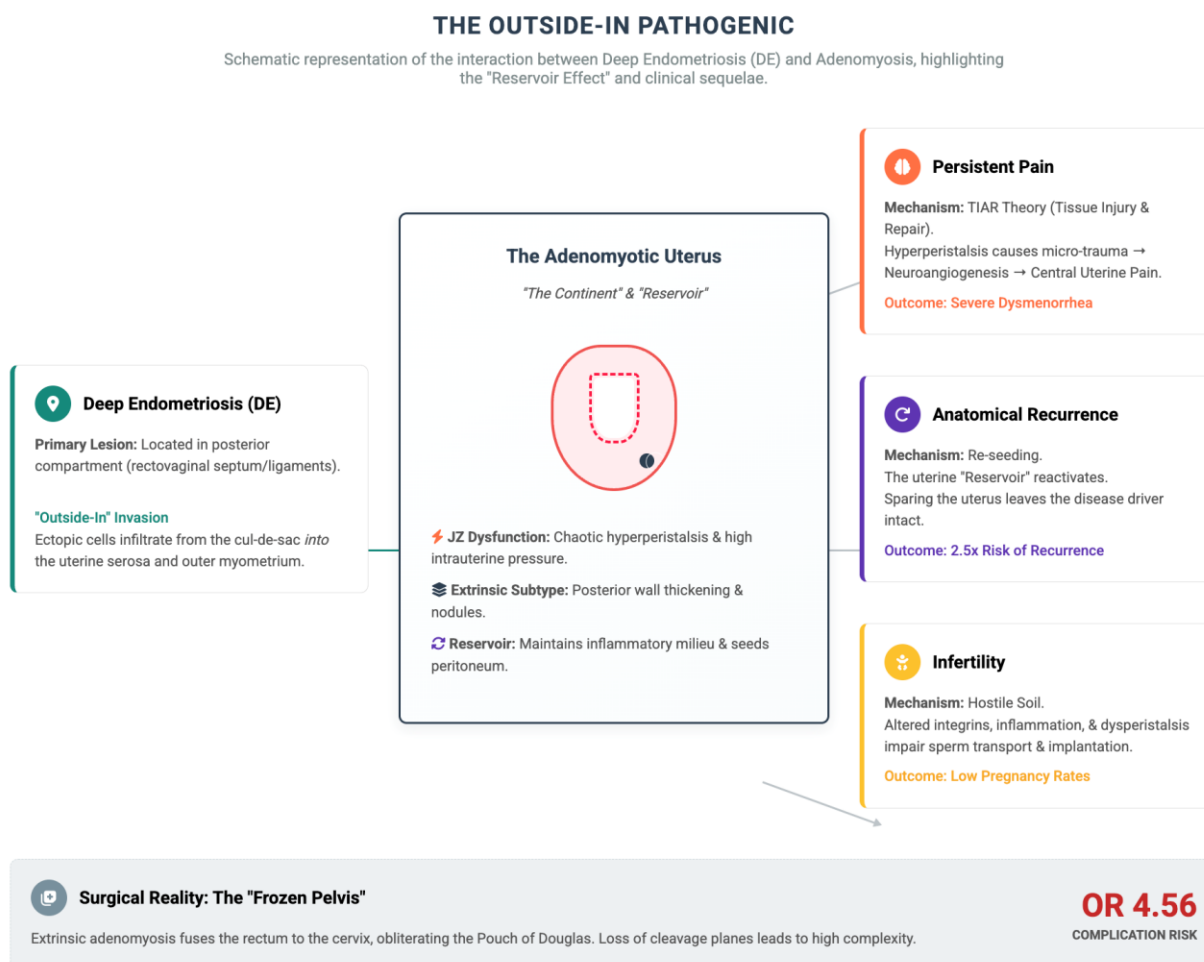 THE OUTSIDE-IN PATHOGENIC
Schematic representation of the interaction between Deep Endometriosis (DE) and Adenomyosis, highlighting
the "Reservoir Effect" and clinical sequelae.
Deep Endometriosis (DE)
Primary Lesion: Located in posterior
compartment (rectovaginal septum/ligaments).
"Outside-In" Invasion
Ectopic cells infiltrate from the cul-de-sac into
the uterine serosa and outer myometrium.
The Adenomyotic Uterus
"The Continent" & "Reservoir"
JZ Dysfunction: Chaotic hyperperistalsis & high
intrauterine pressure.
Extrinsic Subtype: Posterior wall thickening &
nodules.
Reservoir: Maintains inflammatory milieu & seeds
peritoneum.
Persistent Pain
Mechanism: TIAR Theory (Tissue Injury &
Repair).
Hyperperistalsis causes micro-trauma →
Neuroangiogenesis → Central Uterine Pain.
Outcome: Severe Dysmenorrhea
Anatomical Recurrence
Mechanism: Re-seeding.
The uterine "Reservoir" reactivates.
Sparing the uterus leaves the disease driver
intact.
Outcome: 2.5x Risk of Recurrence
Infertility
Mechanism: Hostile Soil.
Altered integrins, inflammation, & dysperistalsis
impair sperm transport & implantation.
Outcome: Low Pregnancy Rates
Surgical Reality: The "Frozen Pelvis"
Extrinsic adenomyosis fuses the rectum to the cervix, obliterating the Pouch of Douglas. Loss of cleavage planes leads to high complexity.
OR 4.56
COMPLICATION RISK